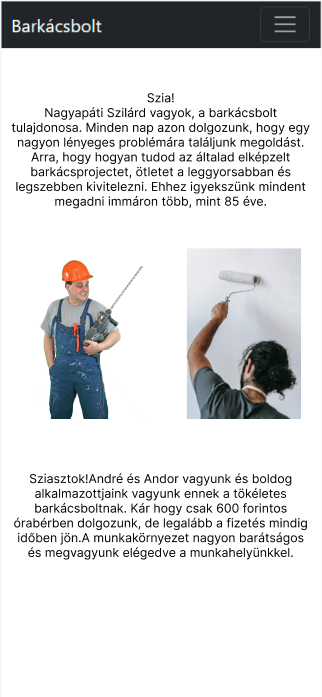 Barkácsbolt
Szia!
Nagyapáti Szilárd vagyok, a barkácsbolt
tulajdonosa. Minden nap azon dolgozunk, hogy egy
nagyon lényeges problémára találjunk megoldást.
Arra, hogy hogyan tudod az általad elképzelt
barkácsprojectet, ötletet a leggyorsabban és
legszebben kivitelezni. Ehhez igyekszünk mindent
megadni immáron több, mint 85 éve.
Sziasztok!André és Andor vagyunk és boldog
alkalmazottjaink vagyunk ennek a tökéletes
barkácsboltnak. Kár hogy csak 600 forintos
órabérben dolgozunk, de legalább a fizetés mindig
időben jön.A munkakörnyezet nagyon barátságos
és megvagyunk elégedve a munkahelyünkkel.